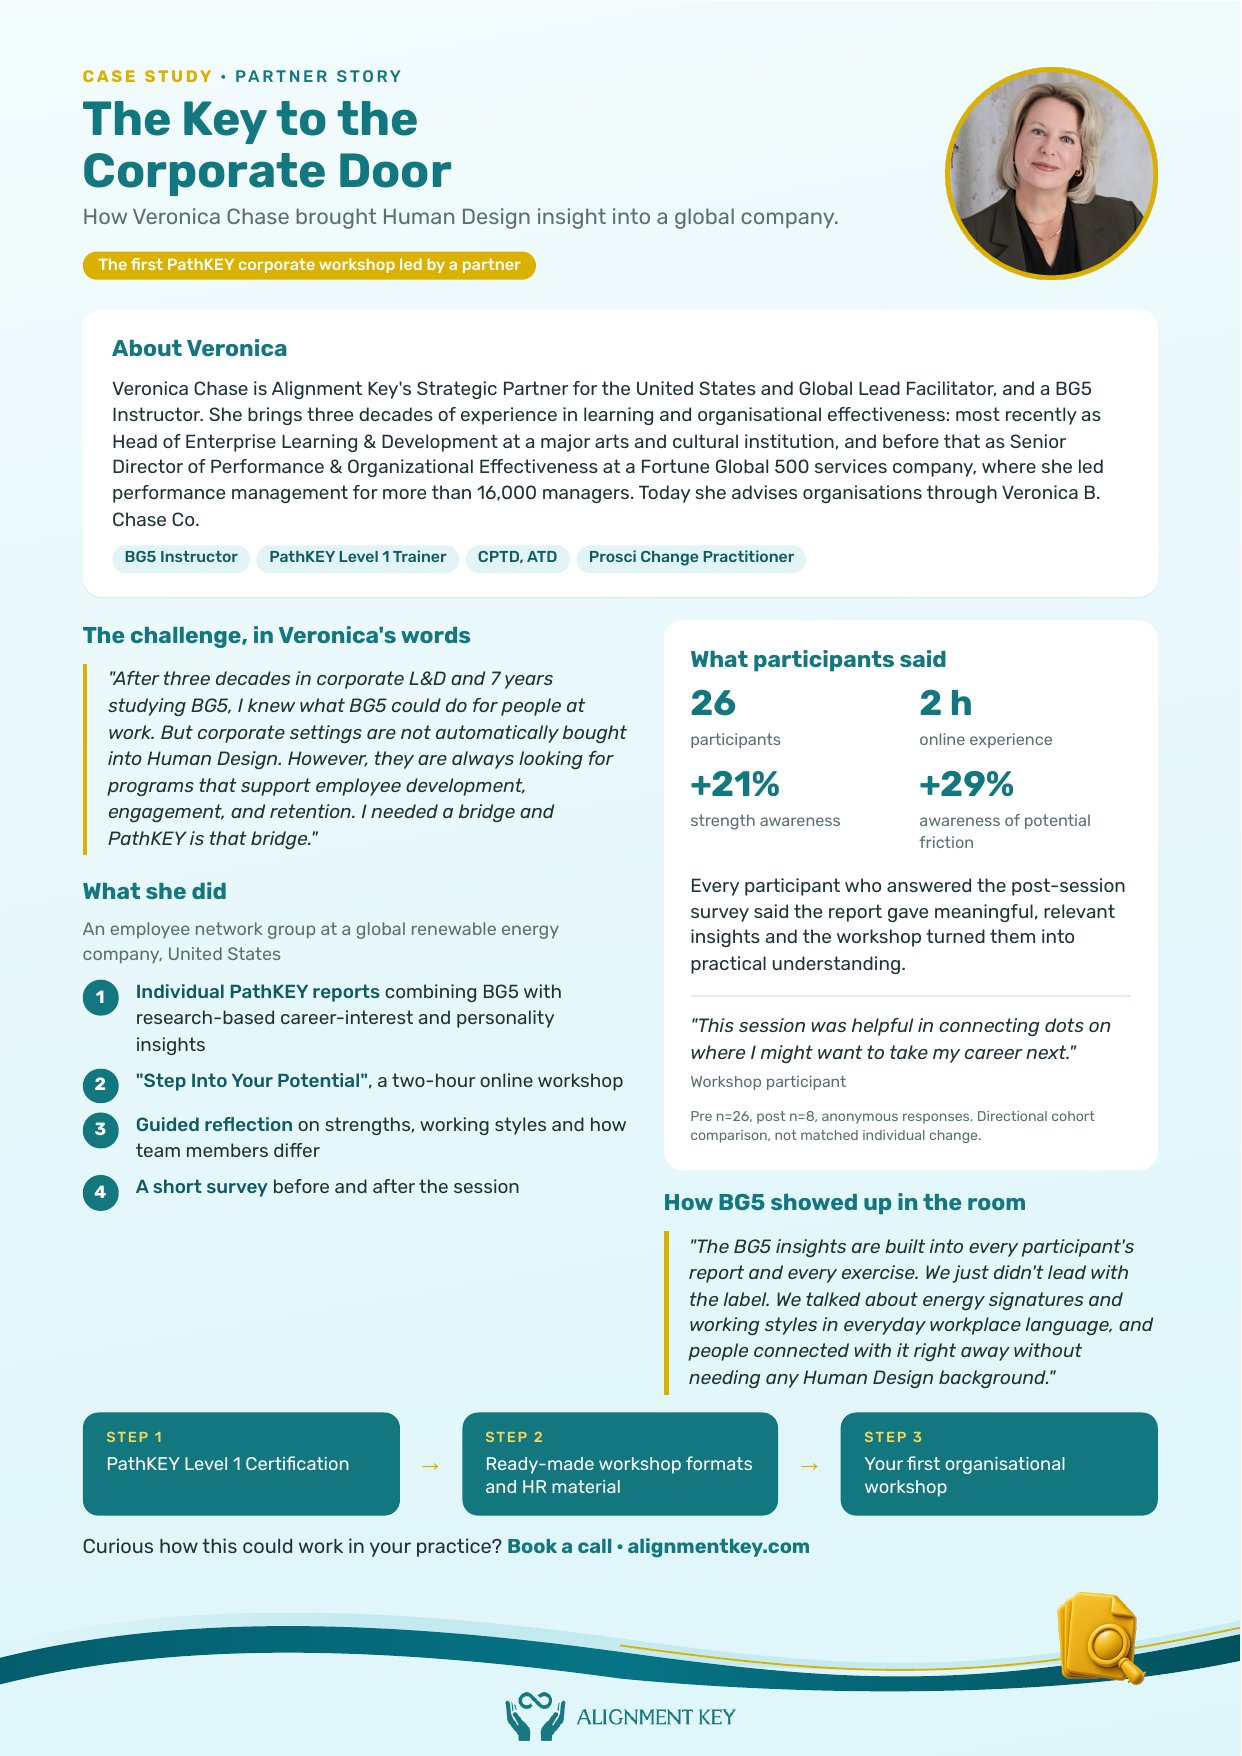 CASE STUDY • PARTNER STORY
The Key to the
Corporate Door
How Veronica Chase brought Human Design insight into a global company.
The first PathKEY corporate workshop led by a partner
About Veronica
Veronica Chase is Alignment Key's Strategic Partner for the United States and Global Lead Facilitator, and a BG5
Instructor. She brings three decades of experience in learning and organisational effectiveness: most recently as
Head of Enterprise Learning & Development at a major arts and cultural institution, and before that as Senior
Director of Performance & Organizational Effectiveness at a Fortune Global 500 services company, where she led
performance management for more than 16,000 managers. Today she advises organisations through Veronica B.
Chase Co.
BG5 Instructor PathKEY Level 1 Trainer CPTD, ATD Prosci Change Practitioner
The challenge, in Veronica's words
"After three decades in corporate L&D and 7 years
studying BG5, I knew what BG5 could do for people at
work. But corporate settings are not automatically bought
into Human Design. However, they are always looking for
programs that support employee development,
engagement, and retention. I needed a bridge and
PathKEY is that bridge."
What she did
An employee network group at a global renewable energy
company, United States
1 Individual PathKEY reports combining BG5 with
research-based career-interest and personality
insights
2 "Step Into Your Potential", a two-hour online workshop
3 Guided reflection on strengths, working styles and how
team members differ
4 A short survey before and after the session
What participants said
26 2 h
participants online experience
+21% +29%
strength awareness awareness of potential
friction
Every participant who answered the post-session
survey said the report gave meaningful, relevant
insights and the workshop turned them into
practical understanding.
"This session was helpful in connecting dots on
where I might want to take my career next."
Workshop participant
Pre n=26, post n=8, anonymous responses. Directional cohort
comparison, not matched individual change.
How BG5 showed up in the room
"The BG5 insights are built into every participant's
report and every exercise. We just didn't lead with
the label. We talked about energy signatures and
working styles in everyday workplace language, and
people connected with it right away without
needing any Human Design background."
STEP 1
PathKEY Level 1 Certification
→
STEP 2
Ready-made workshop formats
and HR material
→
STEP 3
Your first organisational
workshop
Curious how this could work in your practice? Book a call • alignmentkey.com
ALIGNMENT KEY